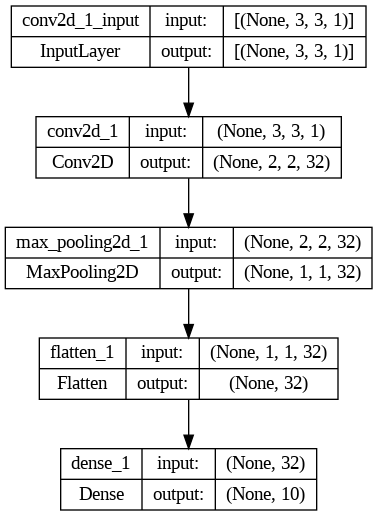 conv2d_1_input input: [(None, 3, 3, 1)]
InputLayer output: [(None, 3, 3, 1)]
conv2d_1 input: (None, 3, 3, 1)
Conv2D output: (None, 2, 2, 32)
max_pooling2d_1 input: (None, 2, 2, 32)
MaxPooling2D output: (None, 1, 1, 32)
flatten_1 input: (None, 1, 1, 32)
Flatten output: (None, 32)
dense_1 input: (None, 32)
Dense output: (None, 10)